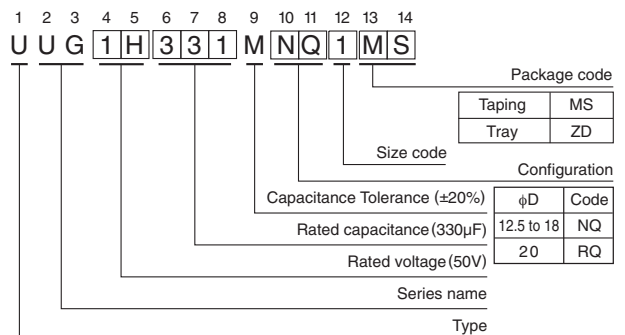 1 2 3 4 5 6 7 8 9 10 11 12 13 14
U U G 1 H 3 3 1 M N Q 1 M S
Package code
Taping MS
Tray ZD
Size code
Configuration
ϕD Code
12.5 to 18 NQ
20 RQ
Capacitance Tolerance (±20%)
Rated capacitance (330µF)
Rated voltage (50V)
Series name
Type